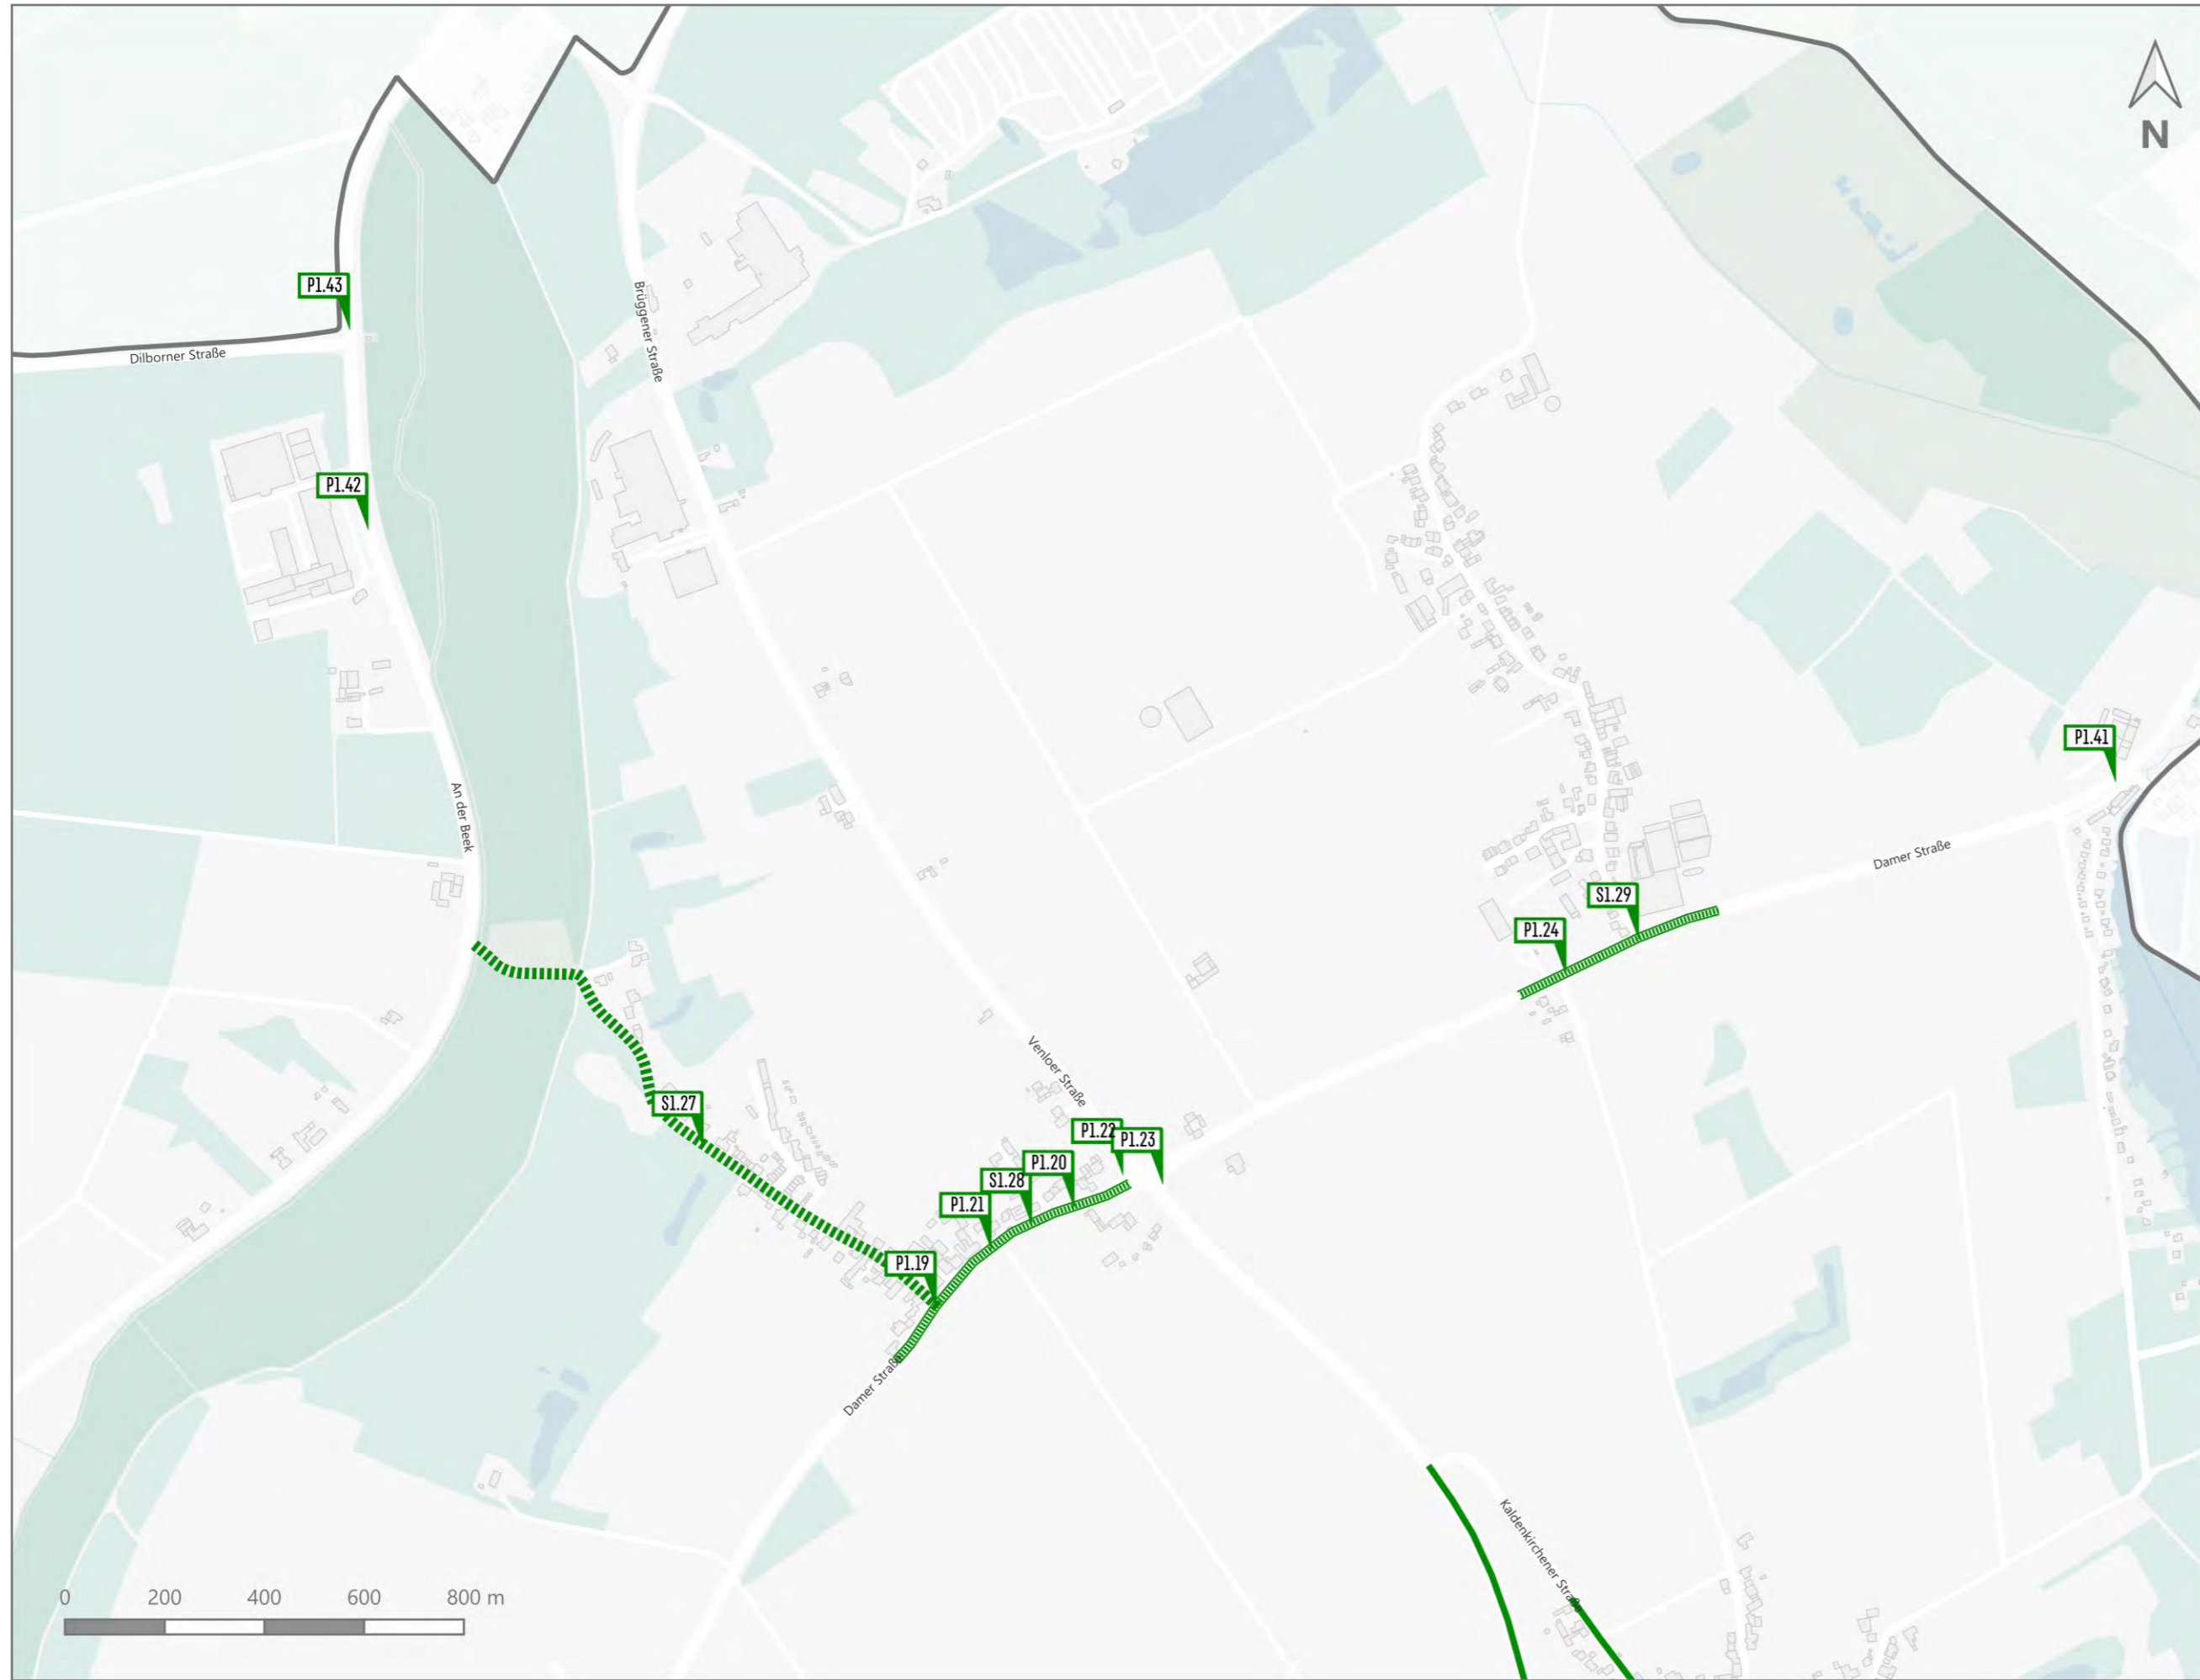 N
P1.43
Dilborner Straße
Brüggener Straße
P1.42
An der Beek
P1.41
Damer Straße
S1.29
P1.24
Venloer Straße
S1.27
P1.22
P1.23
P1.20
S1.28
P1.21
P1.19
Damer Straße
Kaldenkirchener Straße
0 200 400 600 800 m